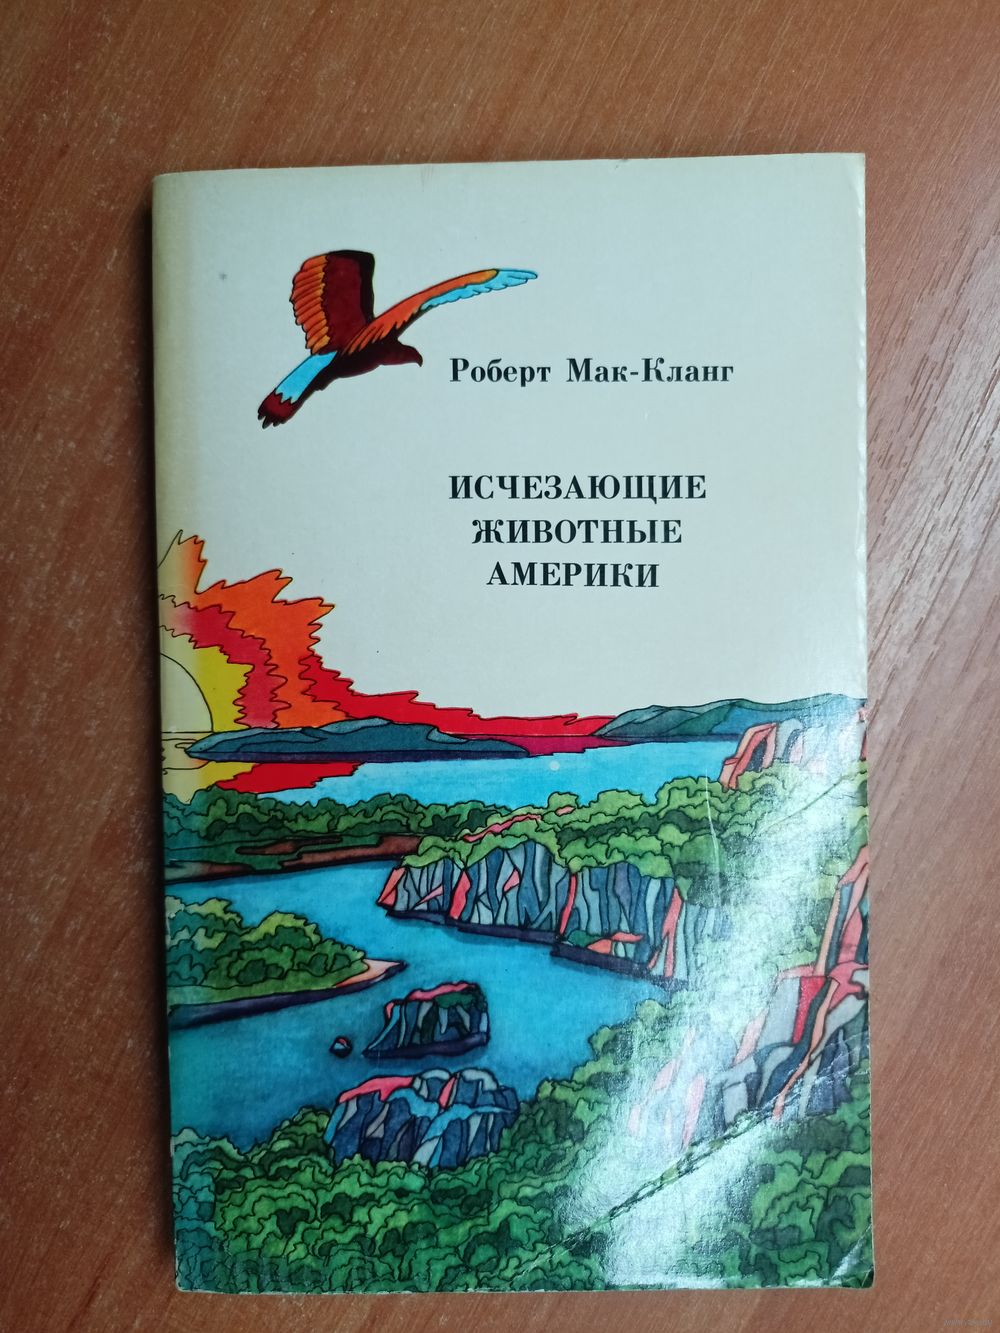 Роберт Мак-Кланг
ИСЧЕЗАЮЩИЕ
ЖИВОТНЫЕ
АМЕРИКИ